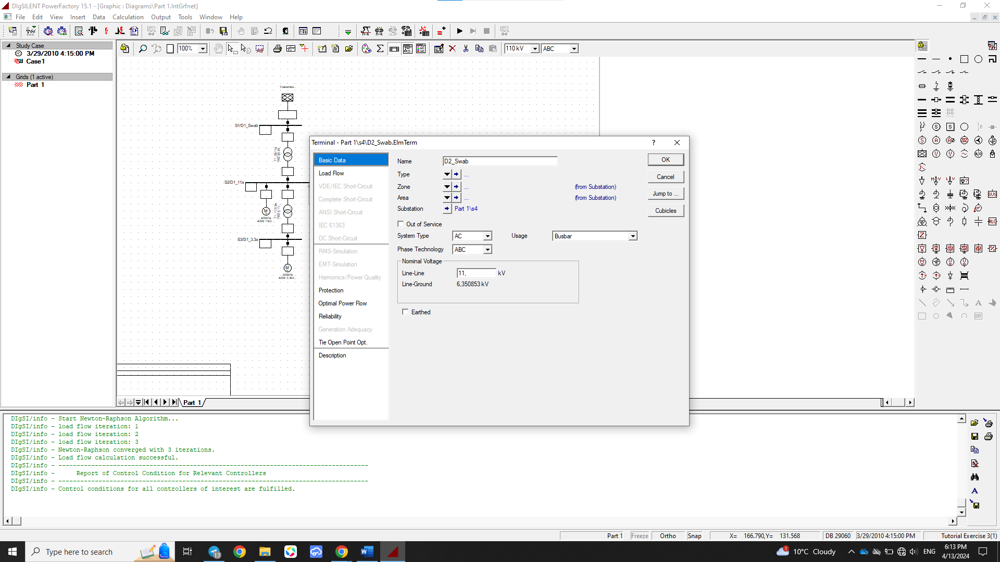 DIgSILENT PowerFactory 15.1 - [Graphic : Diagrams\Part 1.IntGrfnet]
File Edit View Insert Data Calculation Output Tools Window Help
Study Case
3/29/2010 4:15:00 PM
Case1
Grids (1 active)
Part 1
100%
110 kV
ABC
S1/D1_Swab
S2/D1_11a
ASM1a
ASM 11kV ...
S3/D1_3.3a
ASM1b
ASM 3.3kV...
Part 1
Terminal - Part 1\s4\D2_Swab.ElmTerm
?
Basic Data
Load Flow
VDE/IEC Short-Circuit
Complete Short-Circuit
ANSI Short-Circuit
IEC 61363
DC Short-Circuit
RMS-Simulation
EMT-Simulation
Harmonics/Power Quality
Protection
Optimal Power Flow
Reliability
Generation Adequacy
Tie Open Point Opt.
Description
Name D2_Swab
Type ...
Zone ... (from Substation)
Area ... (from Substation)
Substation Part 1\s4
Out of Service
System Type AC Usage Busbar
Phase Technology ABC
Nominal Voltage
Line-Line 11, kV
Line-Ground 6,350853 kV
Earthed
OK
Cancel
Jump to ...
Cubicles
DIgSI/info - Start Newton-Raphson Algorithm...
DIgSI/info - load flow iteration: 1
DIgSI/info - load flow iteration: 2
DIgSI/info - load flow iteration: 3
DIgSI/info - Newton-Raphson converged with 3 iterations.
DIgSI/info - Load flow calculation successful.
DIgSI/info - -------------------------------------------------------------------------------------
DIgSI/info - Report of Control Condition for Relevant Controllers
DIgSI/info - -------------------------------------------------------------------------------------
DIgSI/info - Control conditions for all controllers of interest are fulfilled.
Part 1 Freeze Ortho Snap X= 166.790,Y= 131.568 DB 29060 3/29/2010 4:15:00 PM Tutorial Exercise 3(1)
Type here to search
13
1
10°C Cloudy
ENG
6:13 PM
4/13/2024